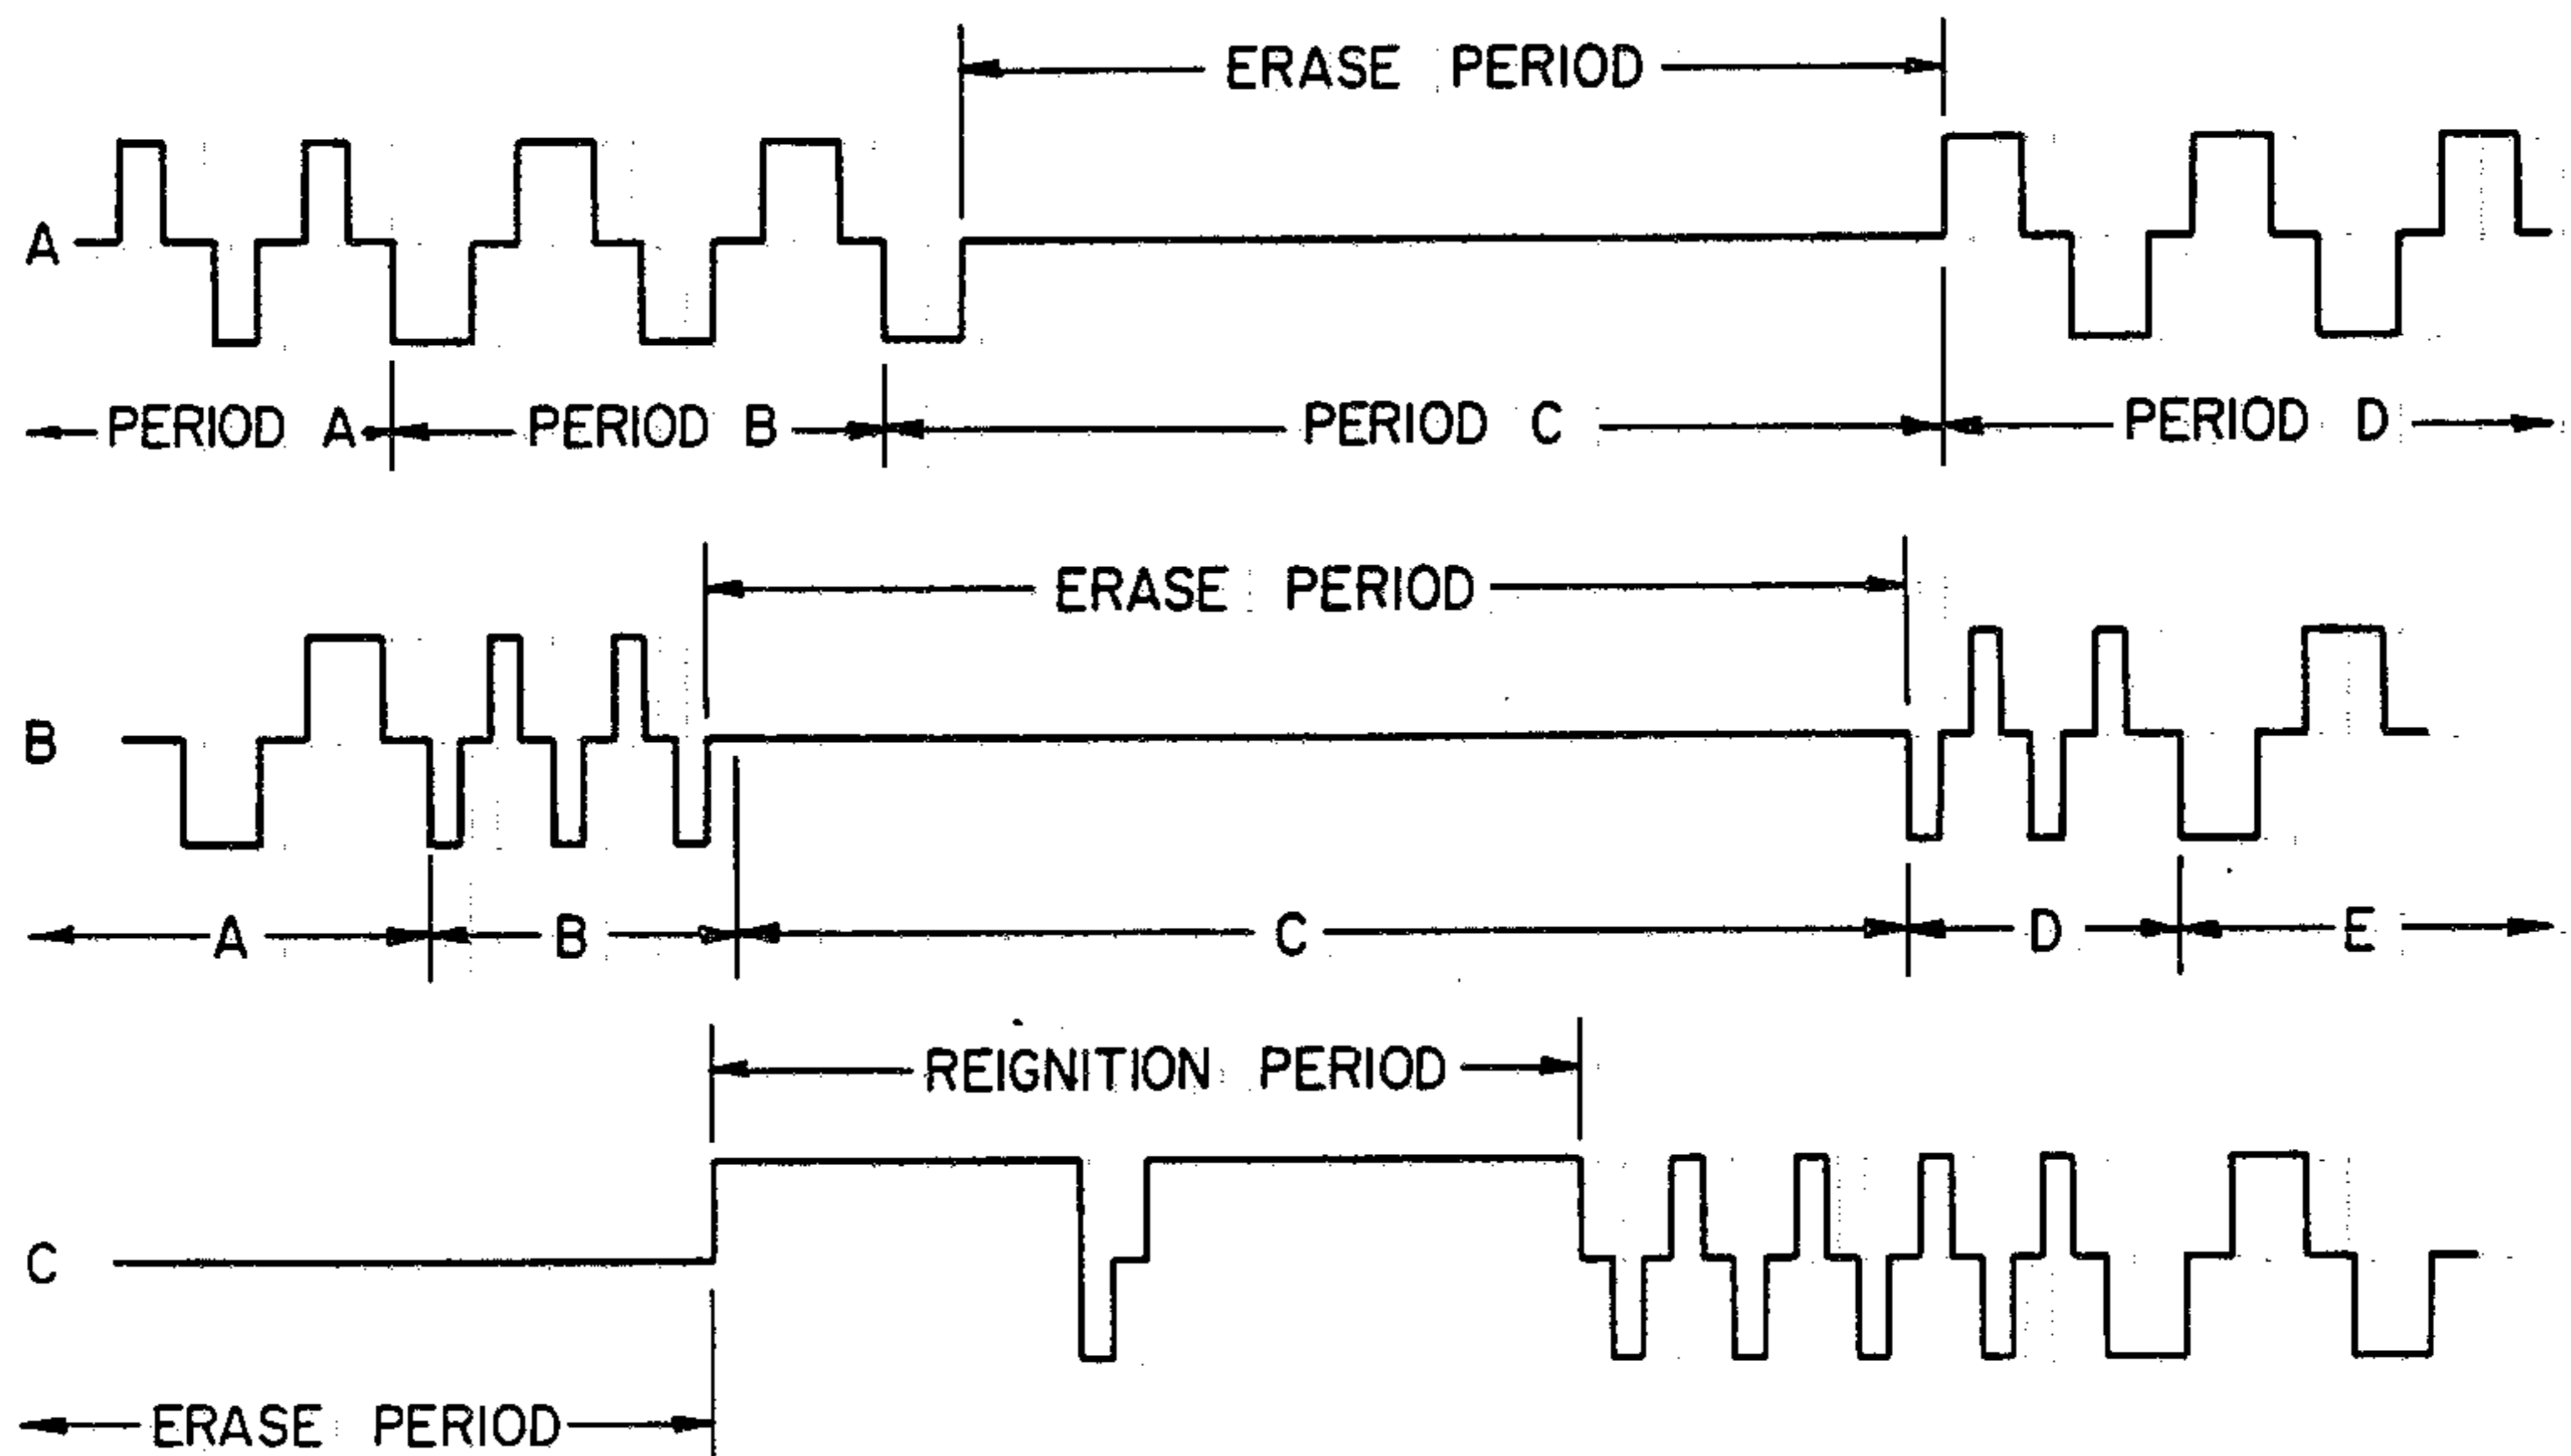 ERASE PERIOD
A
PERIOD A PERIOD B PERIOD C PERIOD D
ERASE PERIOD
B
A B C D E
REIGNITION PERIOD
C
ERASE PERIOD